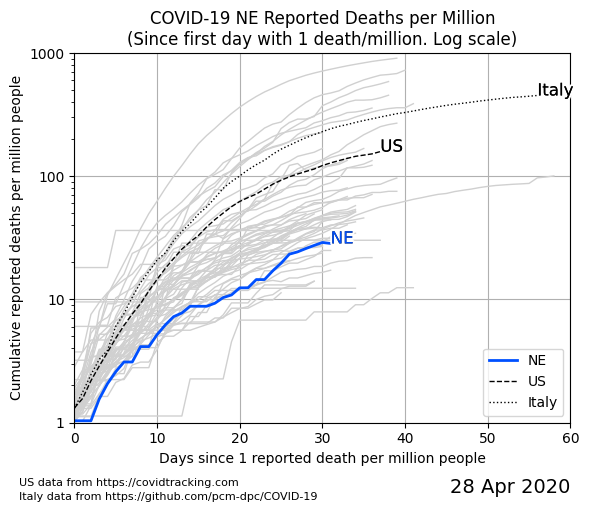 COVID-19 NE Reported Deaths per Million
(Since first day with 1 death/million. Log scale)
Cumulative reported deaths per million people
1000
100
10
1
Italy
US
NE
NE
US
Italy
0 10 20 30 40 50 60
Days since 1 reported death per million people
US data from https://covidtracking.com
Italy data from https://github.com/pcm-dpc/COVID-19
28 Apr 2020